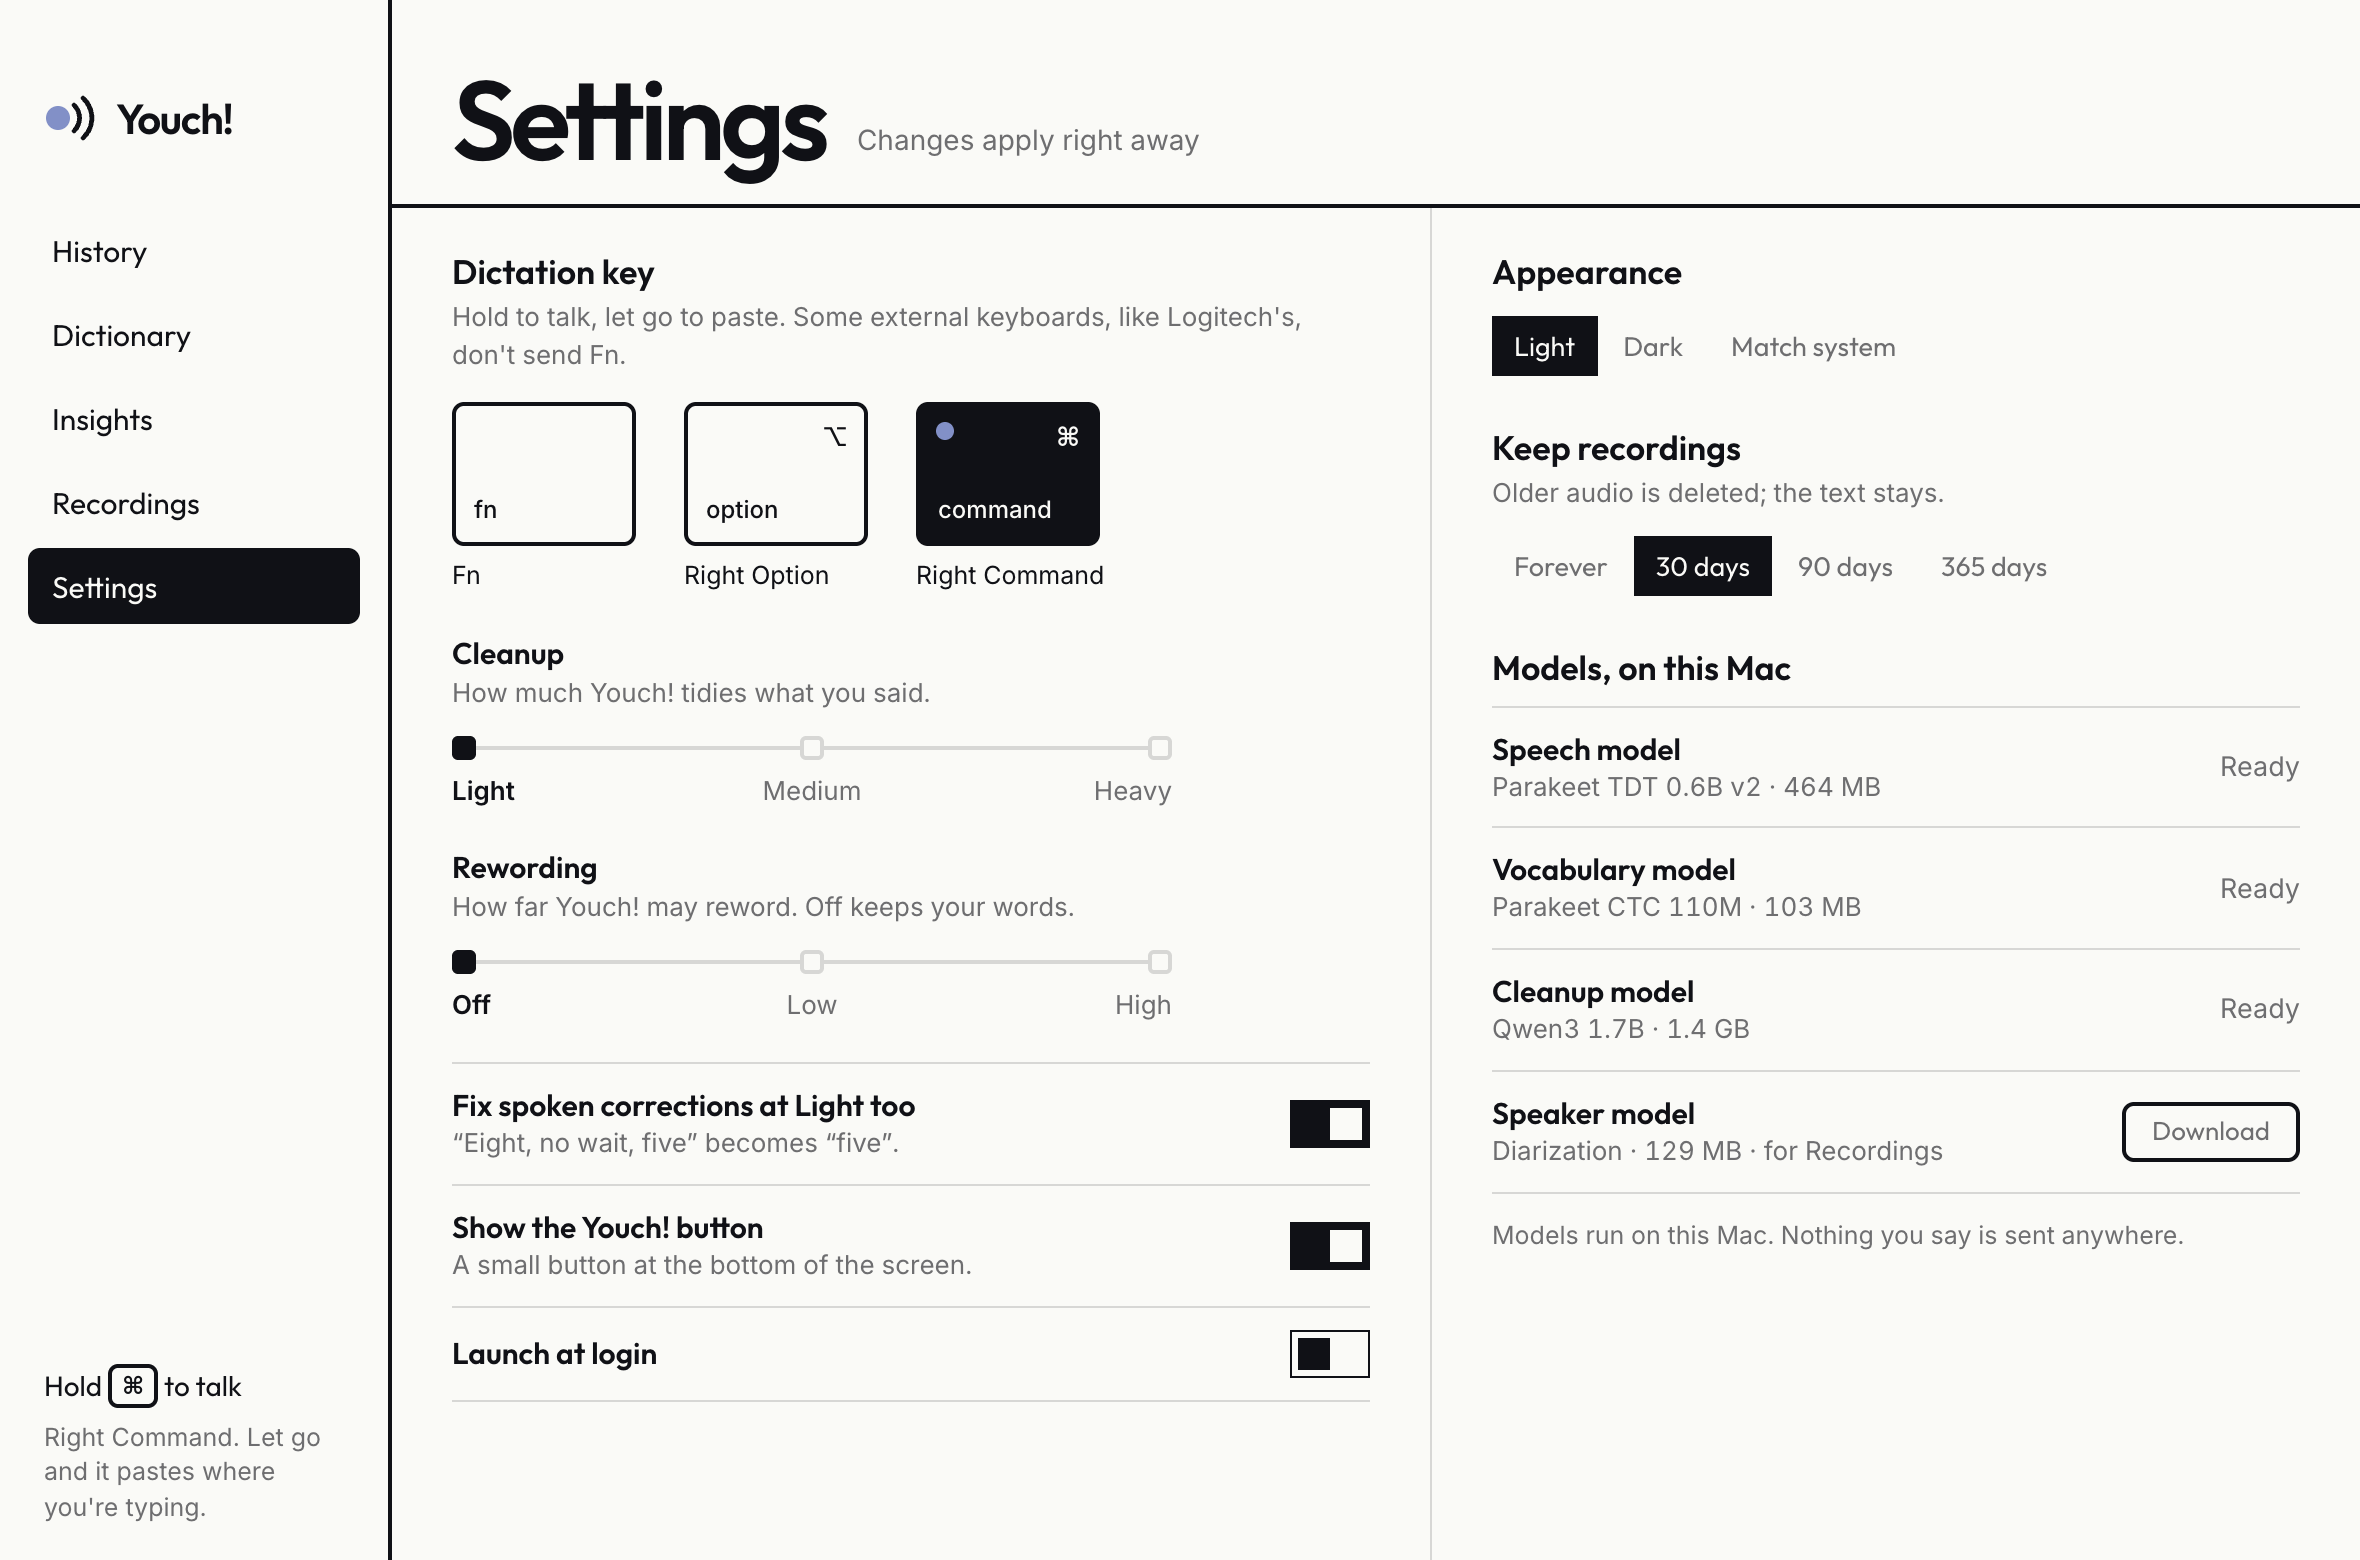 Youch!
History
Dictionary
Insights
Recordings
Settings
Hold ⌘ to talk
Right Command. Let go
and it pastes where
you're typing.
Settings
Changes apply right away
Dictation key
Hold to talk, let go to paste. Some external keyboards, like Logitech's,
don't send Fn.
fn
⌥
option
⌘
command
Fn
Right Option
Right Command
Cleanup
How much Youch! tidies what you said.
Light
Medium
Heavy
Rewording
How far Youch! may reword. Off keeps your words.
Off
Low
High
Fix spoken corrections at Light too
“Eight, no wait, five” becomes “five”.
Show the Youch! button
A small button at the bottom of the screen.
Launch at login
Appearance
Light
Dark
Match system
Keep recordings
Older audio is deleted; the text stays.
Forever
30 days
90 days
365 days
Models, on this Mac
Speech model
Parakeet TDT 0.6B v2 · 464 MB
Ready
Vocabulary model
Parakeet CTC 110M · 103 MB
Ready
Cleanup model
Qwen3 1.7B · 1.4 GB
Ready
Speaker model
Diarization · 129 MB · for Recordings
Download
Models run on this Mac. Nothing you say is sent anywhere.